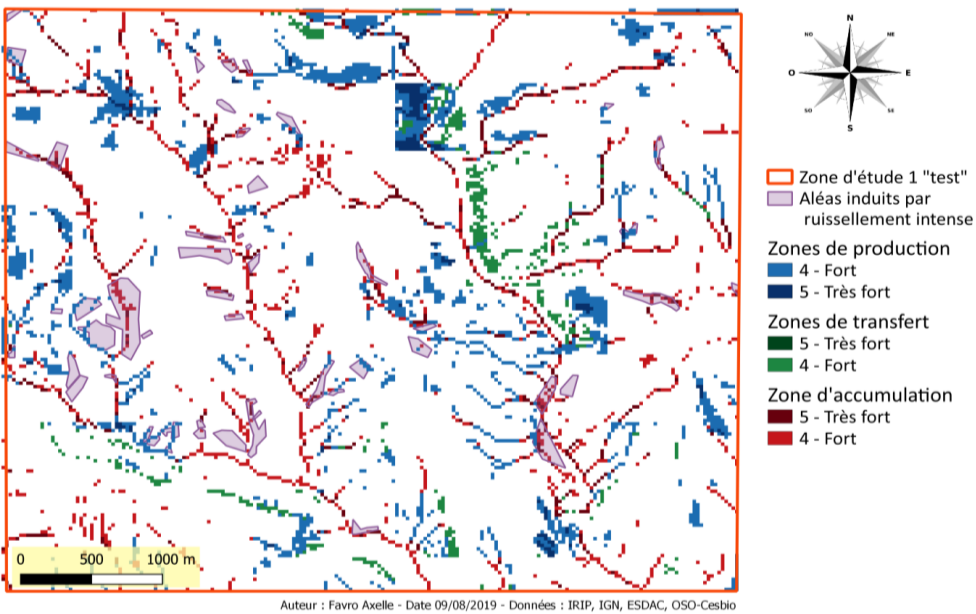 N
NO
NE
O
E
SO
SE
S
Zone d'étude 1 "test"
Aléas induits par
ruissellement intense
Zones de production
4 - Fort
5 - Très fort
Zones de transfert
5 - Très fort
4 - Fort
Zone d'accumulation
5 - Très fort
4 - Fort
0 500 1000 m
Auteur : Favro Axelle - Date 09/08/2019 - Données : IRIP, IGN, ESDAC, OSO-Cesbio